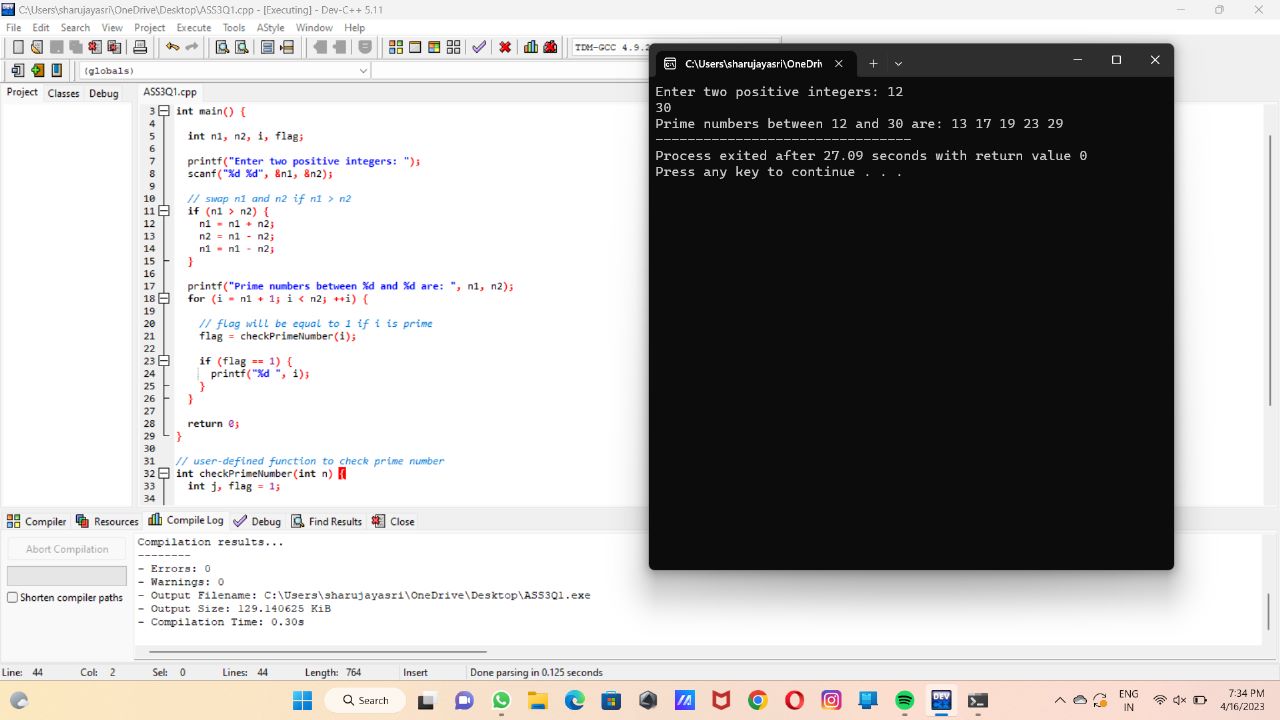 C:\Users\sharujayasri\OneDrive\Desktop\ASS3Q1.cpp - [Executing] - Dev-C++ 5.11
File Edit Search View Project Execute Tools AStyle Window Help
TDM-GCC 4.9.2
(globals)
Project Classes Debug
ASS3Q1.cpp
3 int main() {
4
5 int n1, n2, i, flag;
6
7 printf("Enter two positive integers: ");
8 scanf("%d %d", &n1, &n2);
9
10 // swap n1 and n2 if n1 > n2
11 if (n1 > n2) {
12 n1 = n1 + n2;
13 n2 = n1 - n2;
14 n1 = n1 - n2;
15 }
16
17 printf("Prime numbers between %d and %d are: ", n1, n2);
18 for (i = n1 + 1; i < n2; ++i) {
19
20 // flag will be equal to 1 if i is prime
21 flag = checkPrimeNumber(i);
22
23 if (flag == 1) {
24 printf("%d ", i);
25 }
26 }
27
28 return 0;
29 }
30
31 // user-defined function to check prime number
32 int checkPrimeNumber(int n) {
33 int j, flag = 1;
34
C:\Users\sharujayasri\OneDri
Enter two positive integers: 12
30
Prime numbers between 12 and 30 are: 13 17 19 23 29
--------------------------------
Process exited after 27.09 seconds with return value 0
Press any key to continue . . .
Compiler Resources Compile Log Debug Find Results Close
Abort Compilation
Shorten compiler paths
Compilation results...
--------
- Errors: 0
- Warnings: 0
- Output Filename: C:\Users\sharujayasri\OneDrive\Desktop\ASS3Q1.exe
- Output Size: 129.140625 KiB
- Compilation Time: 0.30s
Line: 44 Col: 2 Sel: 0 Lines: 44 Length: 764 Insert Done parsing in 0.125 seconds
Search
DEV
ENG
IN
7:34 PM
4/16/2023